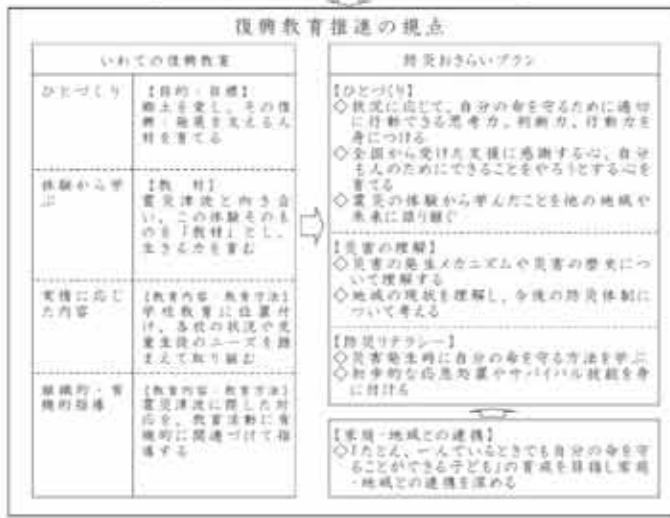 復興教育推進の視点
いわての復興教育
ひとづくり
【目的・目標】
郷土を愛し、その復
興・発展を支える人
材を育てる
体験から学
ぶ
【教　材】
震災津波と向き合
い、この体験そのも
のを「教材」とし、
生きる力を育む
実情に応じ
た内容
【教育内容・教育方法】
学校教育に位置付
け、各校の状況や児
童生徒のニーズを踏
まえて取り組む
組織的・有
機的指導
【教育内容・教育方法】
震災津波に関した対
応を、教育活動に有
機的に関連づけて指
導する
防災おさらいプラン
【ひとづくり】
◇状況に応じて、自分の命を守るために適切
に行動できる思考力、判断力、行動力を
身につける
◇全国から受けた支援に感謝する心、自分
も人のためにできることをやろうとする心を
育てる
◇震災の体験から学んだことを他の地域や
未来に語り継ぐ
【災害の理解】
◇災害の発生メカニズムや災害の歴史につ
いて理解する
◇地域の現状を理解し、今後の防災体制に
ついて考える
【防災リテラシー】
◇災害発生時に自分の命を守る方法を学ぶ
◇初歩的な応急処置やサバイバル技能を身
に付ける
【家庭・地域との連携】
◇「たとえ、一人でいるときでも自分の命を守
ることができる子ども」の育成を目指し家庭
・地域との連携を深める